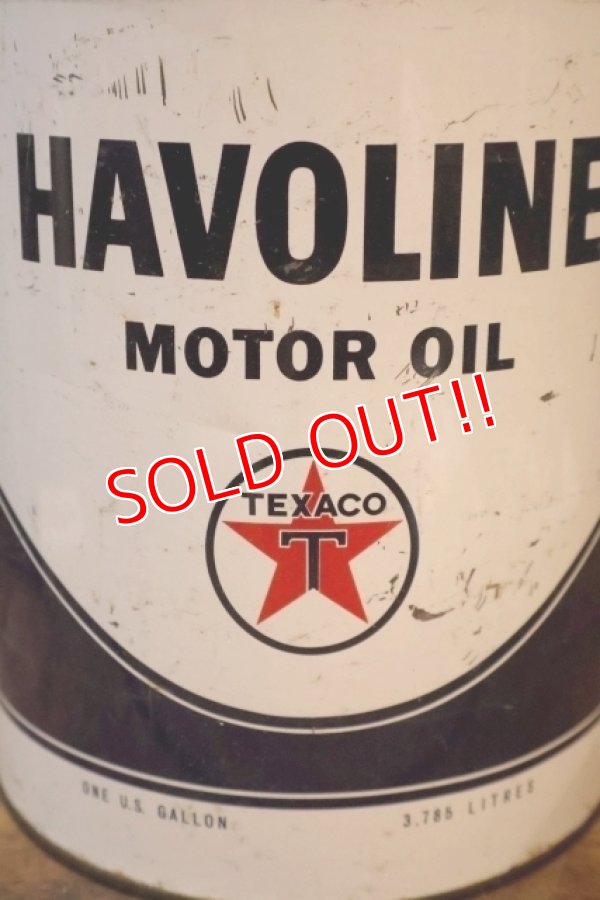 HAVOLINE
MOTOR OIL
SOLD OUT!!
TEXACO
T
ONE U.S. GALLON 3.785 LITRES